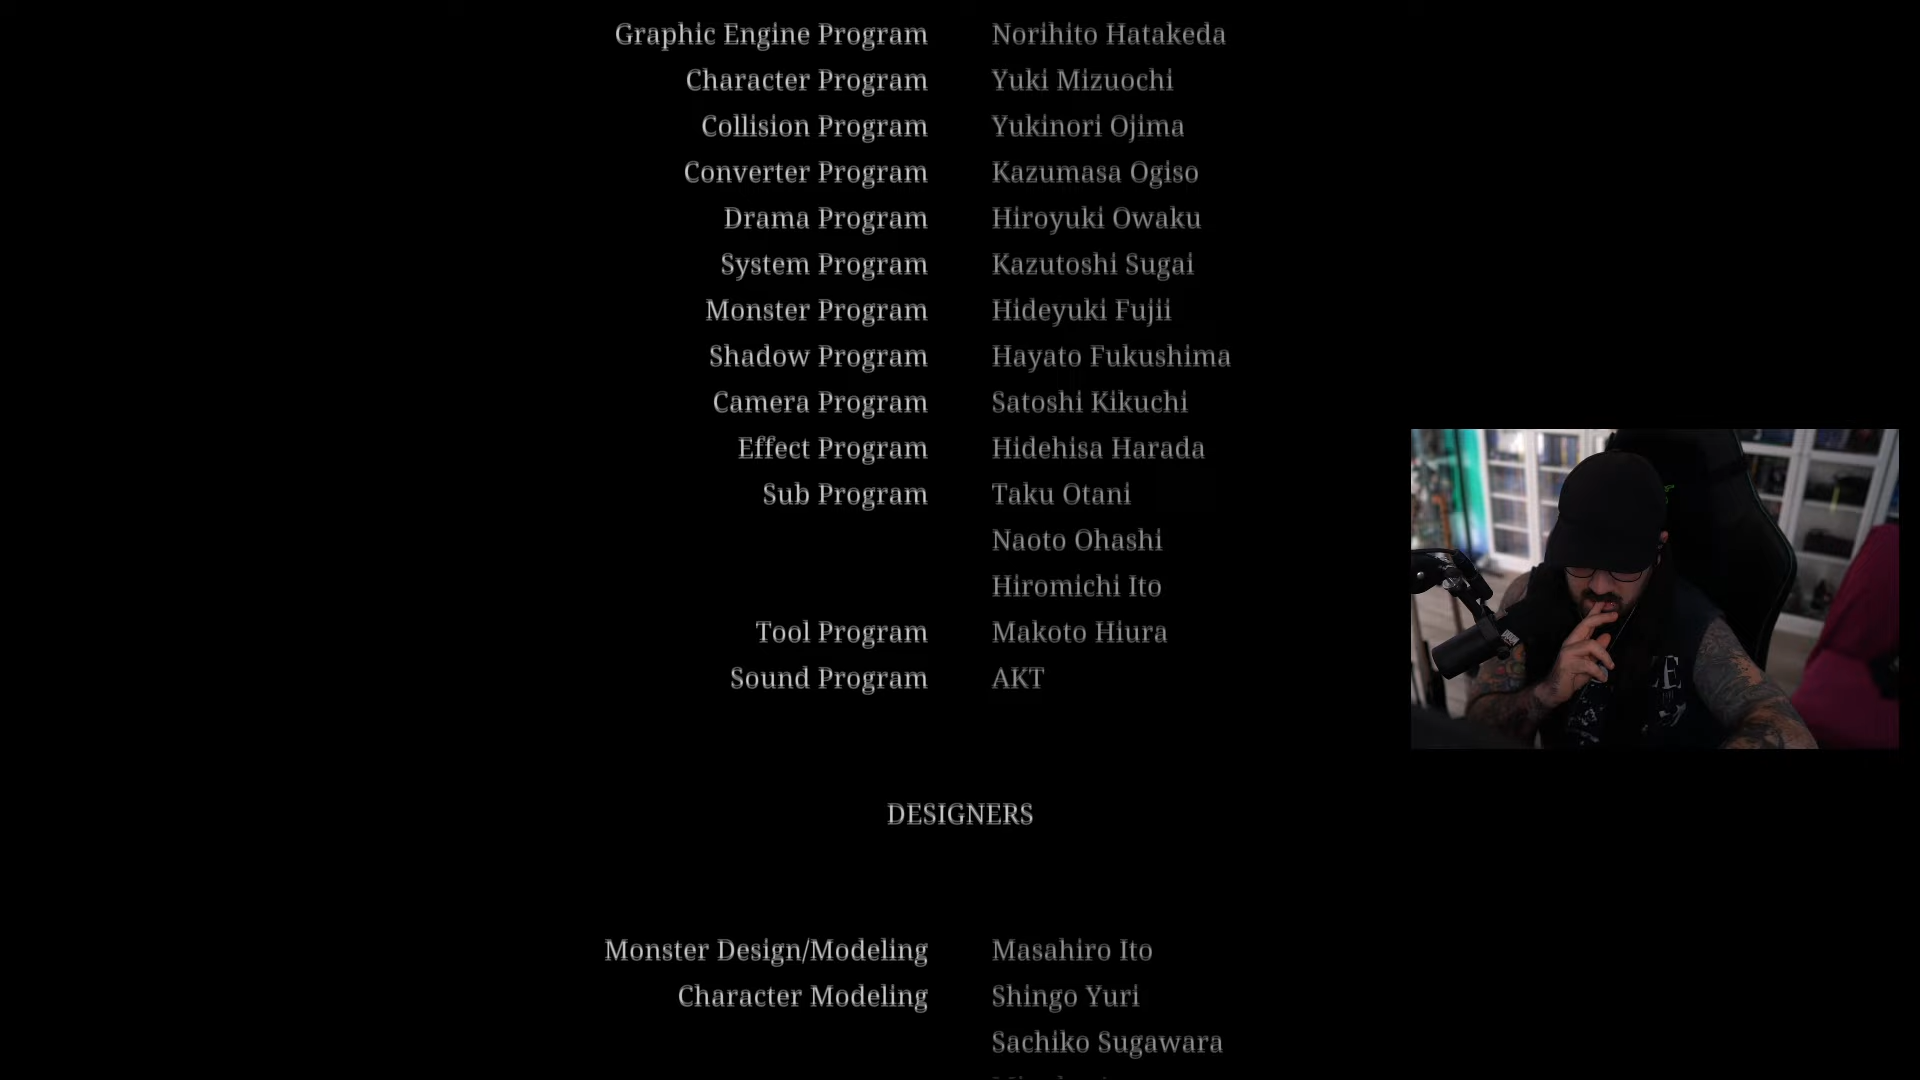 Graphic Engine Program Norihito Hatakeda
Character Program Yuki Mizuochi
Collision Program Yukinori Ojima
Converter Program Kazumasa Ogiso
Drama Program Hiroyuki Owaku
System Program Kazutoshi Sugai
Monster Program Hideyuki Fujii
Shadow Program Hayato Fukushima
Camera Program Satoshi Kikuchi
Effect Program Hidehisa Harada
Sub Program Taku Otani
Naoto Ohashi
Hiromichi Ito
Tool Program Makoto Hiura
Sound Program AKT
DESIGNERS
Monster Design/Modeling Masahiro Ito
Character Modeling Shingo Yuri
Sachiko Sugawara